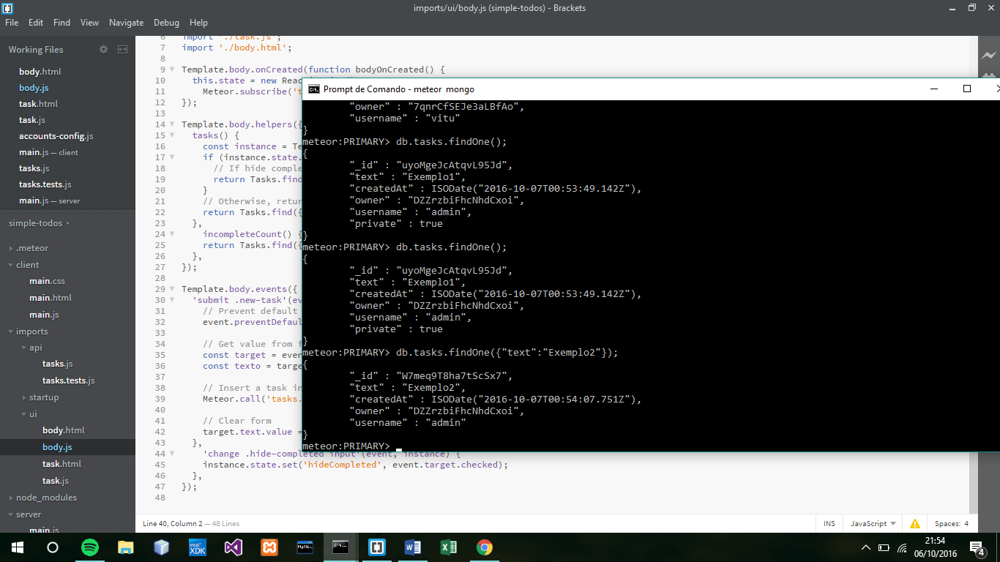 imports/ui/body.js (simple-todos) - Brackets
File Edit Find View Navigate Debug Help
Working Files
body.html
body.js
task.html
task.js
accounts-config.js
main.js — client
tasks.js
tasks.tests.js
main.js — server
simple-todos
.meteor
client
main.css
main.html
main.js
imports
api
tasks.js
tasks.tests.js
startup
ui
body.html
body.js
task.html
task.js
node_modules
server
main.js
6 import './task.js';
7 import './body.html';
8
9 Template.body.onCreated(function bodyOnCreated() {
10 this.state = new Reac
11 Meteor.subscribe('t
12 });
13
14 Template.body.helpers({
15 tasks() {
16 const instance = Te
17 if (instance.state.
18 // If hide comple
19 return Tasks.find
20 }
21 // Otherwise, retur
22 return Tasks.find({
23 },
24 incompleteCount() {
25 return Tasks.find({
26 },
27 });
28
29 Template.body.events({
30 'submit .new-task'(ev
31 // Prevent default
32 event.preventDefaul
33
34 // Get value from f
35 const target = even
36 const texto = targe
37
38 // Insert a task in
39 Meteor.call('tasks.
40
41 // Clear form
42 target.text.value =
43 },
44 'change .hide-completed input'(event, instance) {
45 instance.state.set('hideCompleted', event.target.checked);
46 },
47 });
48
Prompt de Comando - meteor mongo
"owner" : "7qnrCfSEJe3aLBfAo",
"username" : "vitu"
}
meteor:PRIMARY> db.tasks.findOne();
{
"_id" : "uyoMgeJcAtqvL95Jd",
"text" : "Exemplo1",
"createdAt" : ISODate("2016-10-07T00:53:49.142Z"),
"owner" : "DZZrzbiFhcNhdCxoi",
"username" : "admin",
"private" : true
}
meteor:PRIMARY> db.tasks.findOne();
{
"_id" : "uyoMgeJcAtqvL95Jd",
"text" : "Exemplo1",
"createdAt" : ISODate("2016-10-07T00:53:49.142Z"),
"owner" : "DZZrzbiFhcNhdCxoi",
"username" : "admin",
"private" : true
}
meteor:PRIMARY> db.tasks.findOne({"text":"Exemplo2"});
{
"_id" : "W7meq9T8ha7tScSx7",
"text" : "Exemplo2",
"createdAt" : ISODate("2016-10-07T00:54:07.751Z"),
"owner" : "DZZrzbiFhcNhdCxoi",
"username" : "admin"
}
meteor:PRIMARY>
Line 40, Column 2 — 48 Lines
INS JavaScript Spaces: 4
intel XDK
MySQL
21:54
06/10/2016
4